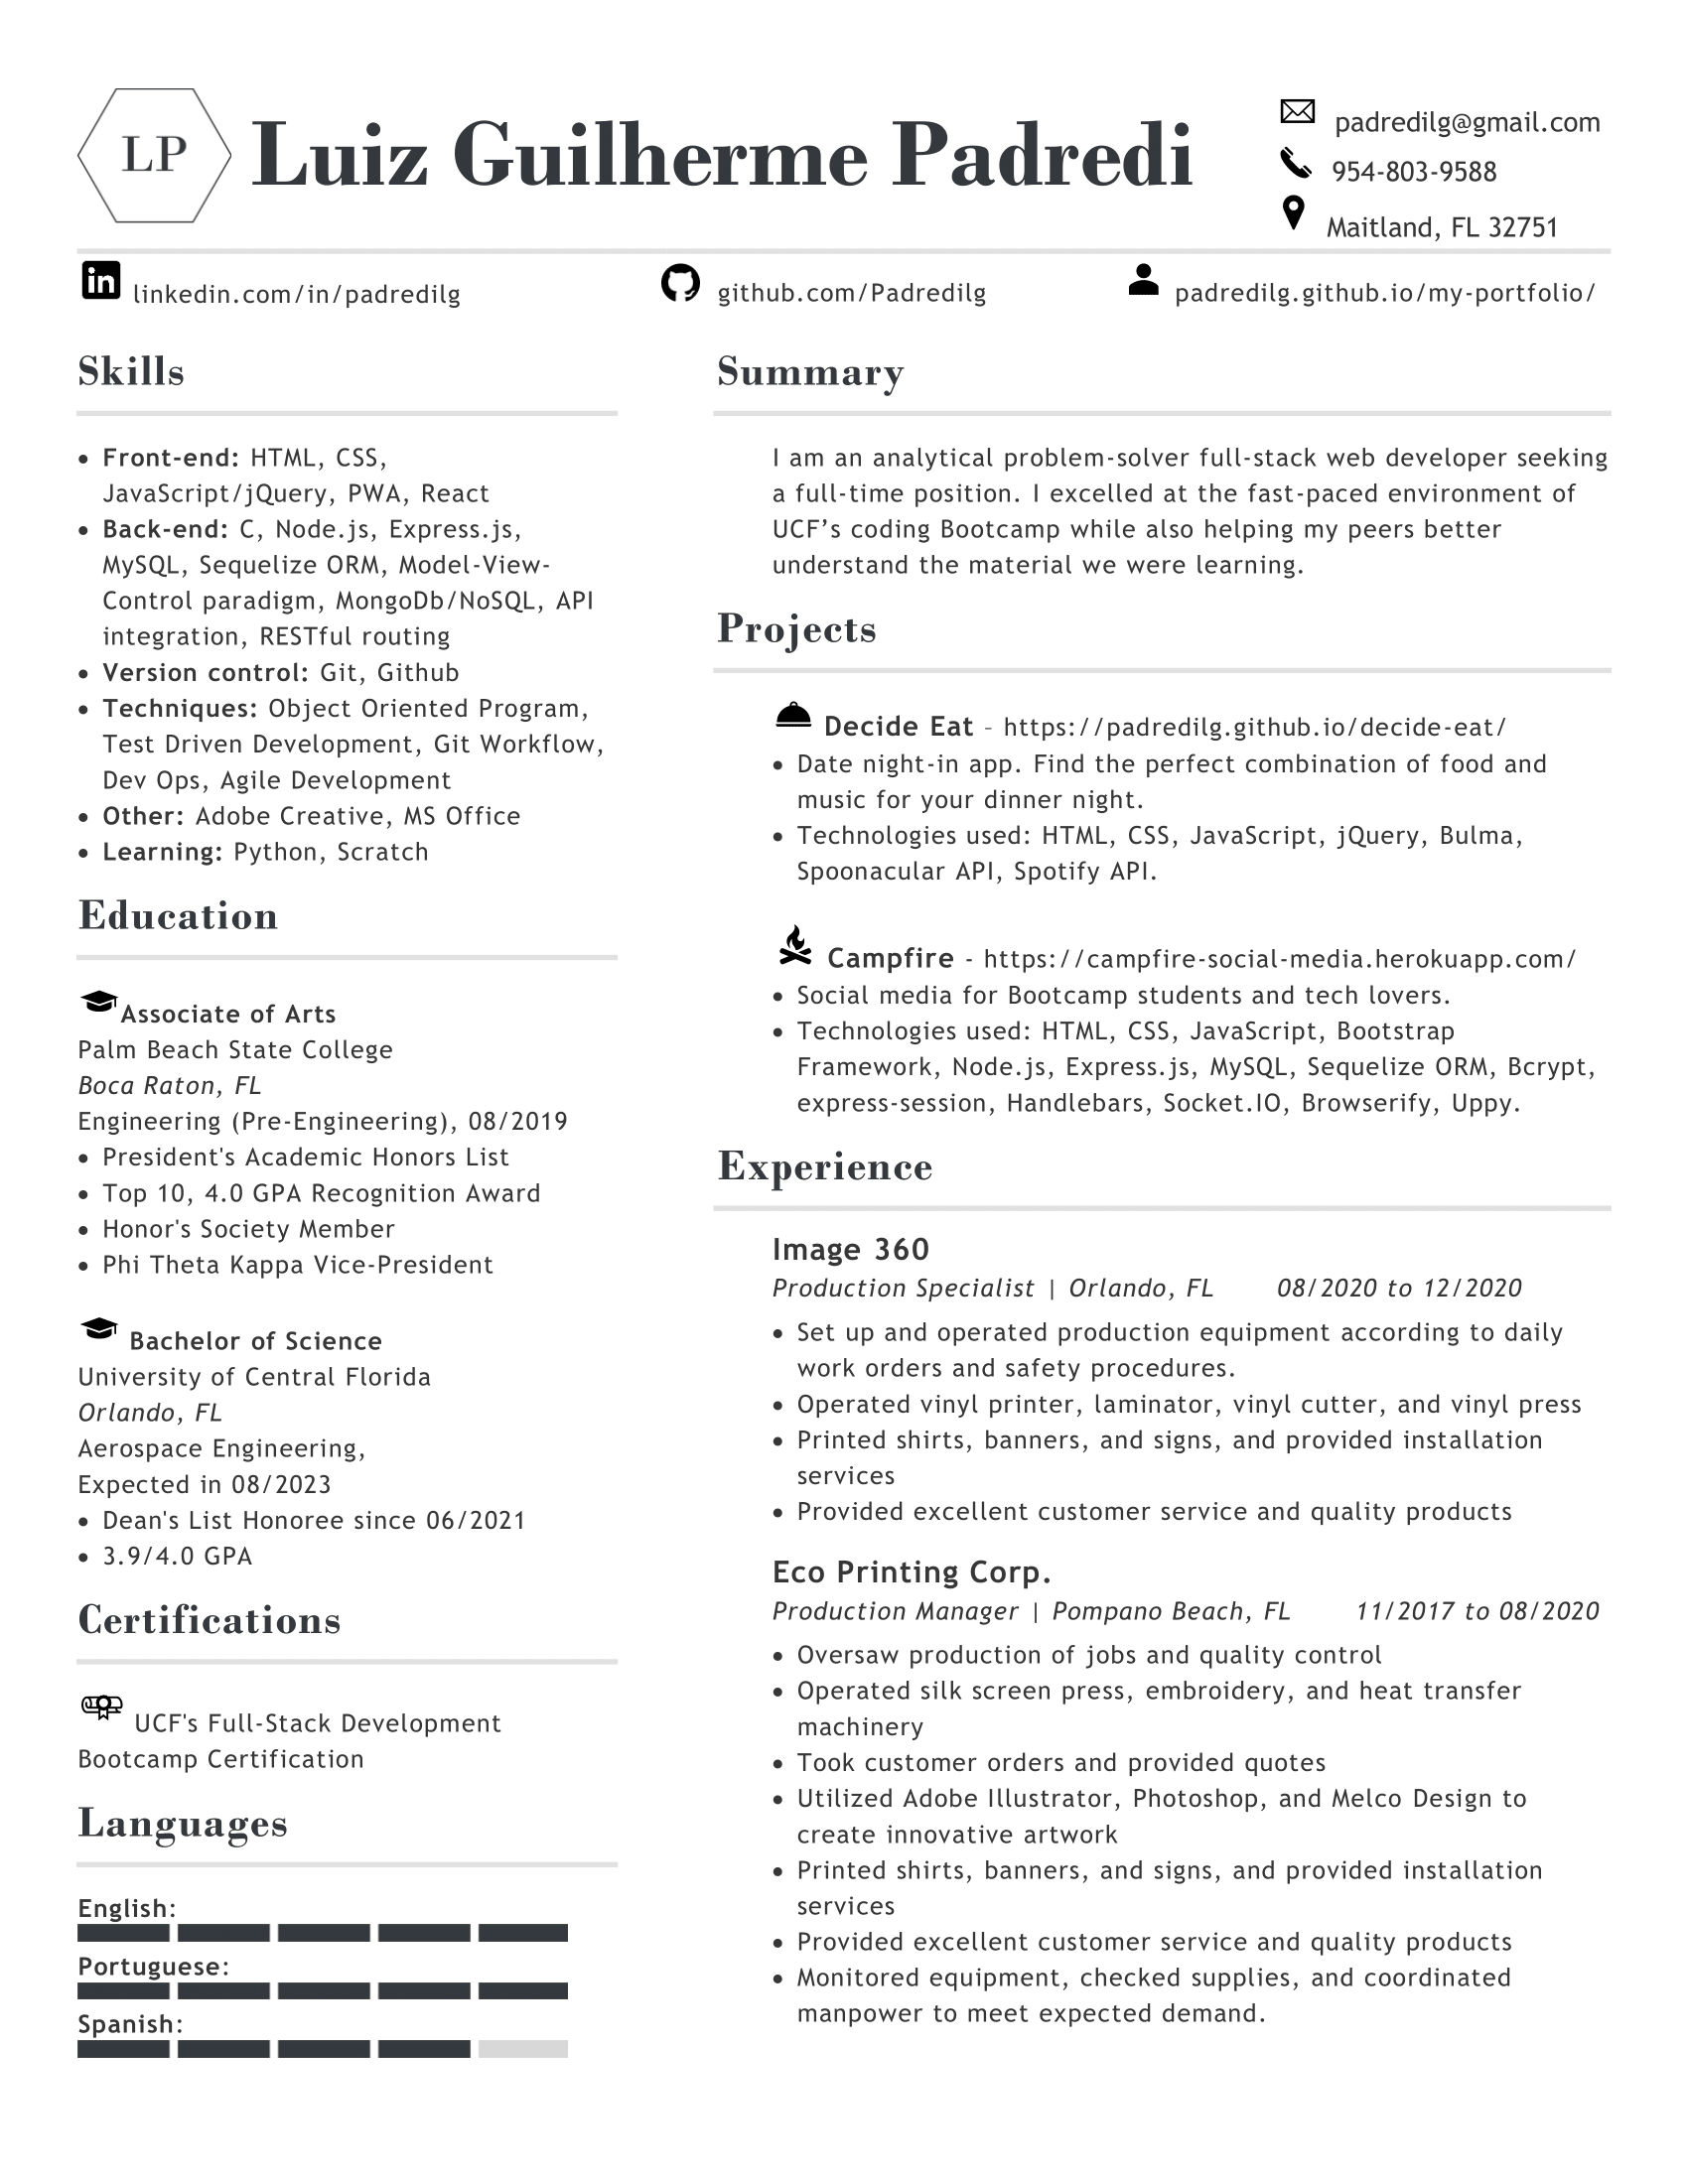 LP
Luiz Guilherme Padredi
padredilg@gmail.com
954-803-9588
Maitland, FL 32751
linkedin.com/in/padredilg
github.com/Padredilg
padredilg.github.io/my-portfolio/
Skills
• Front-end: HTML, CSS,
JavaScript/jQuery, PWA, React
• Back-end: C, Node.js, Express.js,
MySQL, Sequelize ORM, Model-View-
Control paradigm, MongoDb/NoSQL, API
integration, RESTful routing
• Version control: Git, Github
• Techniques: Object Oriented Program,
Test Driven Development, Git Workflow,
Dev Ops, Agile Development
• Other: Adobe Creative, MS Office
• Learning: Python, Scratch
Education
Associate of Arts
Palm Beach State College
Boca Raton, FL
Engineering (Pre-Engineering), 08/2019
• President's Academic Honors List
• Top 10, 4.0 GPA Recognition Award
• Honor's Society Member
• Phi Theta Kappa Vice-President
Bachelor of Science
University of Central Florida
Orlando, FL
Aerospace Engineering,
Expected in 08/2023
• Dean's List Honoree since 06/2021
• 3.9/4.0 GPA
Certifications
UCF's Full-Stack Development
Bootcamp Certification
Languages
English:
Portuguese:
Spanish:
Summary
I am an analytical problem-solver full-stack web developer seeking
a full-time position. I excelled at the fast-paced environment of
UCF’s coding Bootcamp while also helping my peers better
understand the material we were learning.
Projects
Decide Eat - https://padredilg.github.io/decide-eat/
• Date night-in app. Find the perfect combination of food and
music for your dinner night.
• Technologies used: HTML, CSS, JavaScript, jQuery, Bulma,
Spoonacular API, Spotify API.
Campfire - https://campfire-social-media.herokuapp.com/
• Social media for Bootcamp students and tech lovers.
• Technologies used: HTML, CSS, JavaScript, Bootstrap
Framework, Node.js, Express.js, MySQL, Sequelize ORM, Bcrypt,
express-session, Handlebars, Socket.IO, Browserify, Uppy.
Experience
Image 360
Production Specialist | Orlando, FL 08/2020 to 12/2020
• Set up and operated production equipment according to daily
work orders and safety procedures.
• Operated vinyl printer, laminator, vinyl cutter, and vinyl press
• Printed shirts, banners, and signs, and provided installation
services
• Provided excellent customer service and quality products
Eco Printing Corp.
Production Manager | Pompano Beach, FL 11/2017 to 08/2020
• Oversaw production of jobs and quality control
• Operated silk screen press, embroidery, and heat transfer
machinery
• Took customer orders and provided quotes
• Utilized Adobe Illustrator, Photoshop, and Melco Design to
create innovative artwork
• Printed shirts, banners, and signs, and provided installation
services
• Provided excellent customer service and quality products
• Monitored equipment, checked supplies, and coordinated
manpower to meet expected demand.